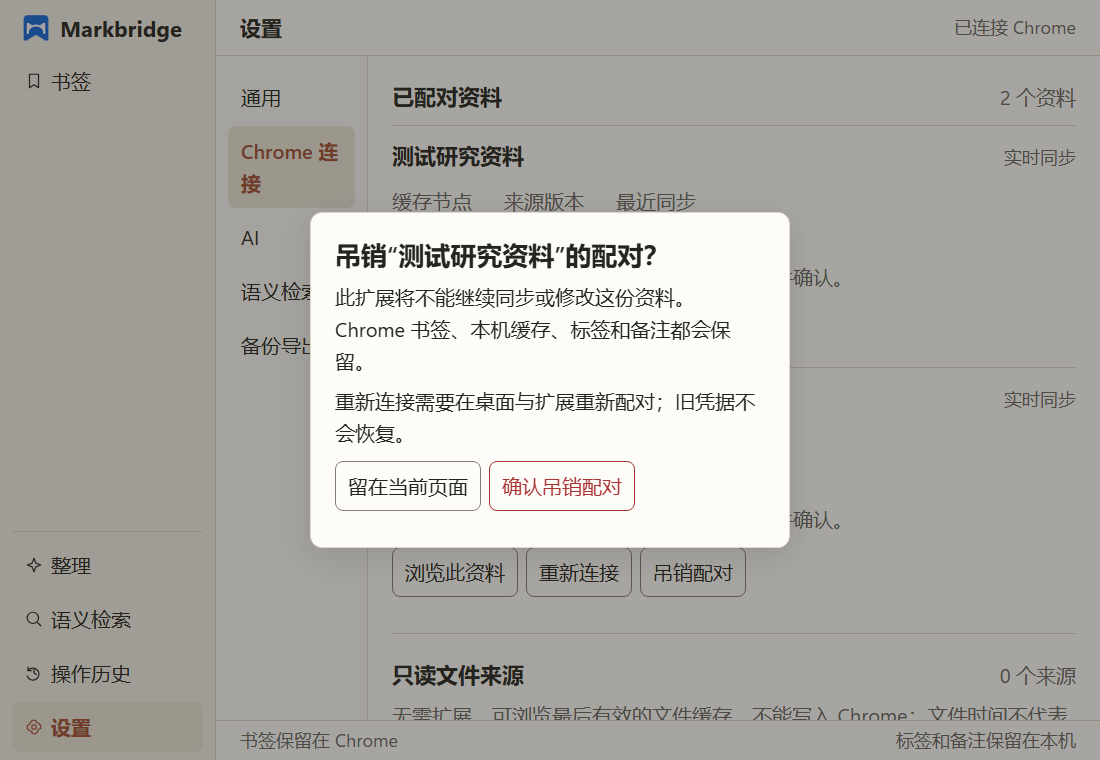 Markbridge
书签
整理
语义检索
操作历史
设置
设置
已连接 Chrome
通用
Chrome 连
接
AI
语义检索
备份导出
已配对资料
2 个资料
测试研究资料
实时同步
缓存节点 来源版本 最近同步
确认。
吊销“测试研究资料”的配对？
此扩展将不能继续同步或修改这份资料。
Chrome 书签、本机缓存、标签和备注都会保
留。
重新连接需要在桌面与扩展重新配对；旧凭据不
会恢复。
留在当前页面
确认吊销配对
实时同步
确认。
浏览此资料
重新连接
吊销配对
只读文件来源
0 个来源
无需扩展，可浏览最后有效的文件缓存，不能写入 Chrome；文件时间不代表
书签保留在 Chrome
标签和备注保留在本机